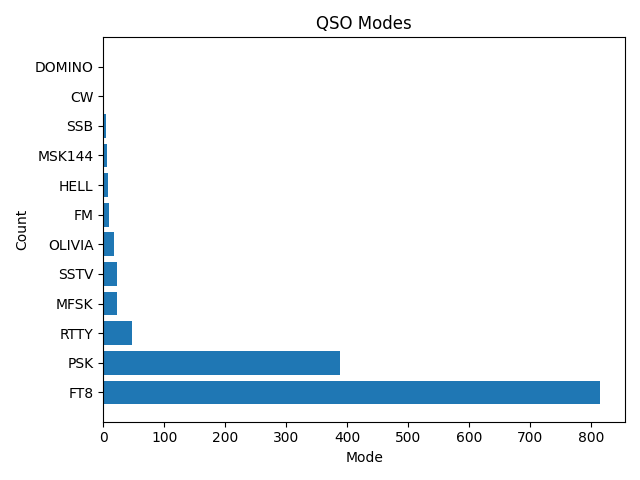 QSO Modes
DOMINO
CW
SSB
MSK144
HELL
FM
OLIVIA
SSTV
MFSK
RTTY
PSK
FT8
Count
0 100 200 300 400 500 600 700 800
Mode